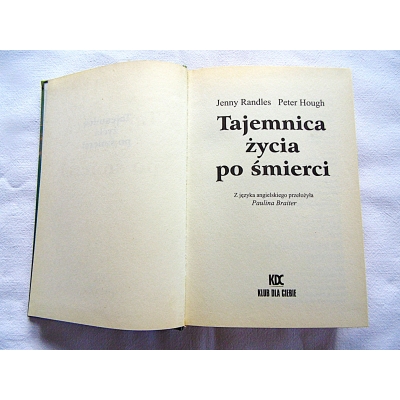 Jenny Randles Peter Hough
Tajemnica
życia
po śmierci
Z języka angielskiego przełożyła
Paulina Braiter
KDC
KLUB DLA CIEBIE